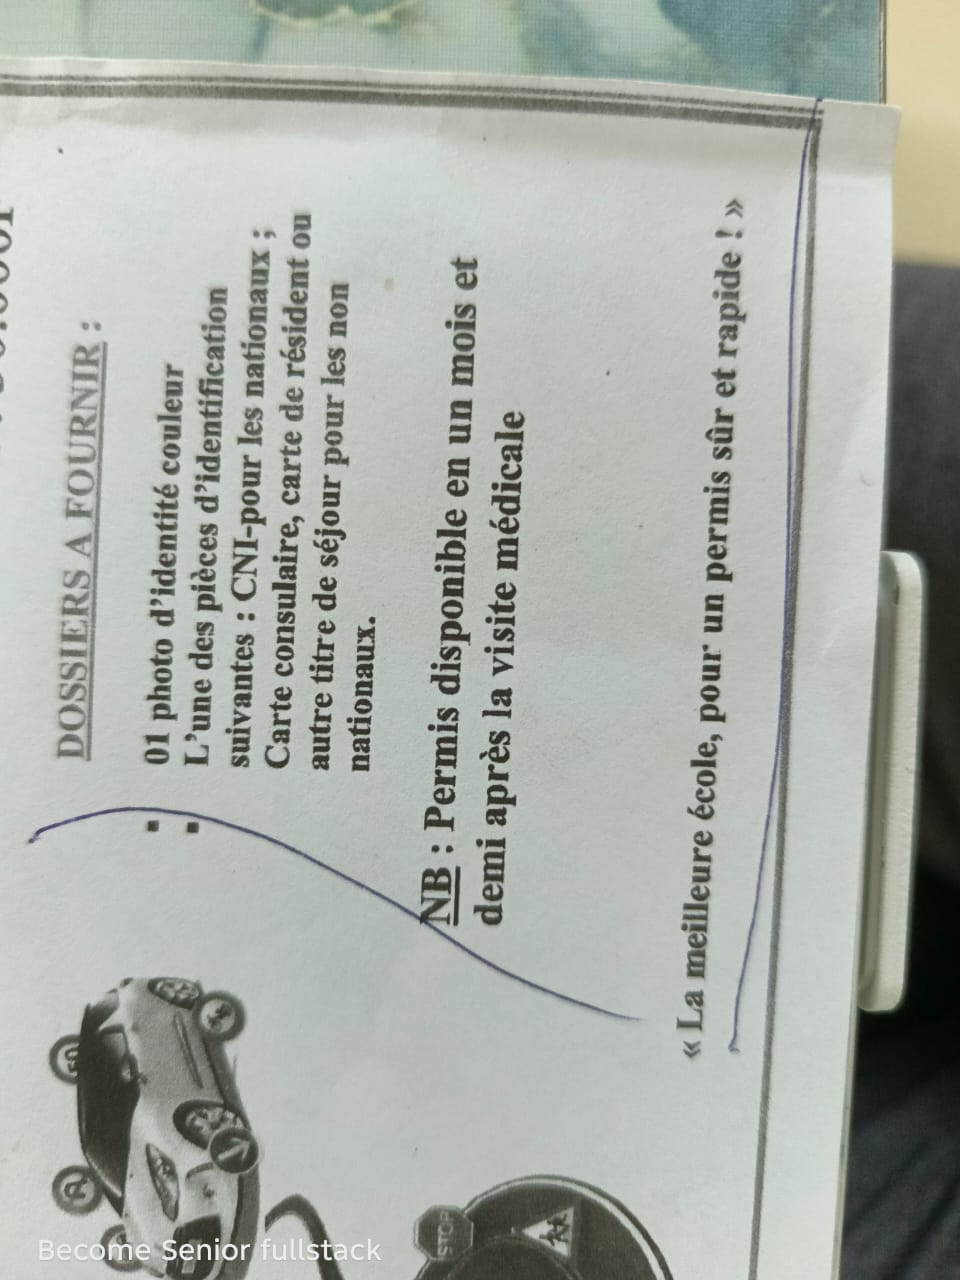 DOSSIERS A FOURNIR :
▪ 01 photo d’identité couleur
▪ L’une des pièces d’identification
suivantes : CNI-pour les nationaux ;
Carte consulaire, carte de résident ou
autre titre de séjour pour les non
nationaux.
NB : Permis disponible en un mois et
demi après la visite médicale
« La meilleure école, pour un permis sûr et rapide ! »
STOP
Become Senior fullstack